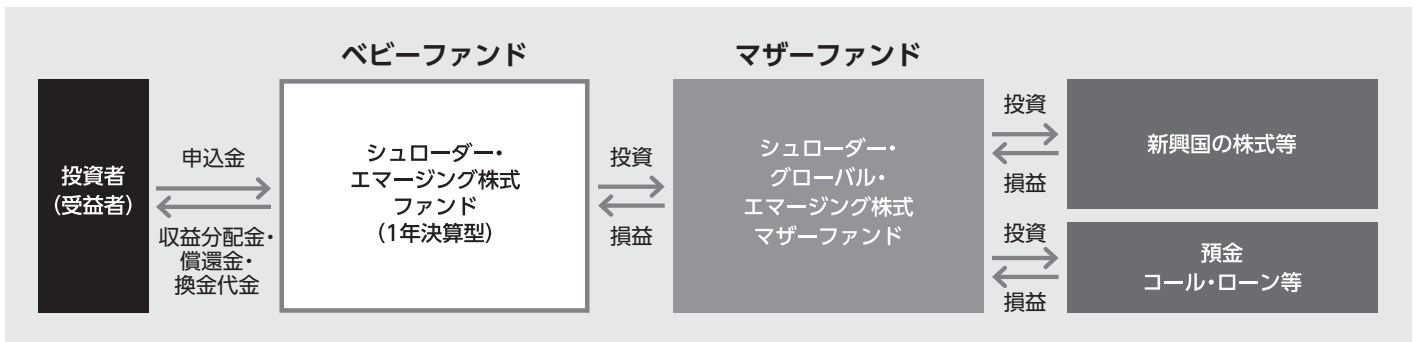 ベビーファンド
マザーファンド
投資者
(受益者)
申込金
収益分配金・
償還金・
換金代金
シュローダー・
エマージング株式
ファンド
(1年決算型)
投資
損益
シュローダー・
グローバル・
エマージング株式
マザーファンド
投資
損益
新興国の株式等
投資
損益
預金
コール・ローン等